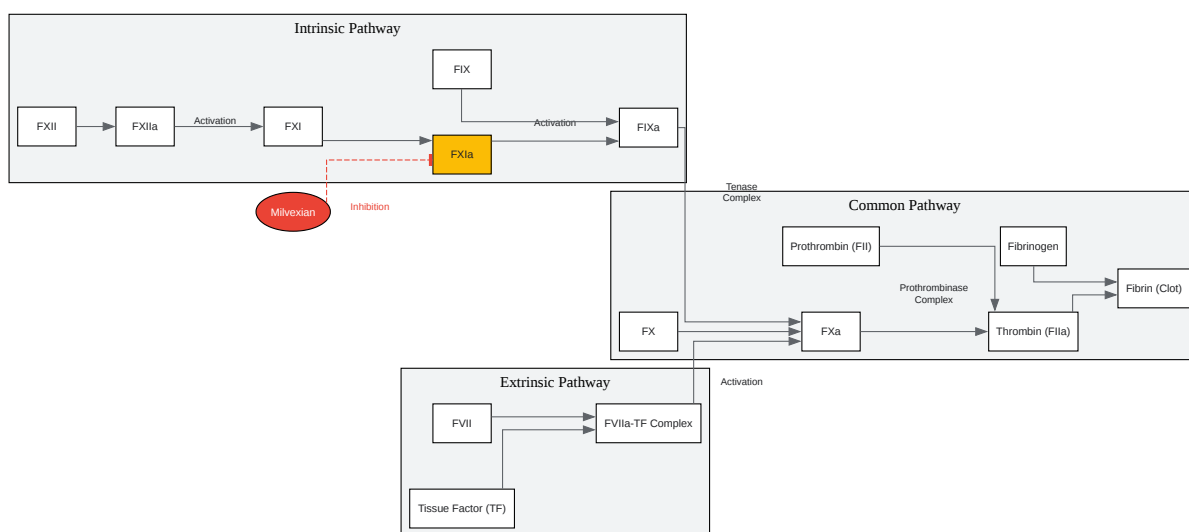 Intrinsic Pathway
FIX
FXII
FXIIa
Activation
FXI
Activation
FIXa
FXIa
Milvexian
Inhibition
Tenase
Complex
Common Pathway
Prothrombin (FII)
Fibrinogen
Prothrombinase
Complex
Fibrin (Clot)
FX
FXa
Thrombin (FIIa)
Extrinsic Pathway
Activation
FVII
FVIIa-TF Complex
Tissue Factor (TF)